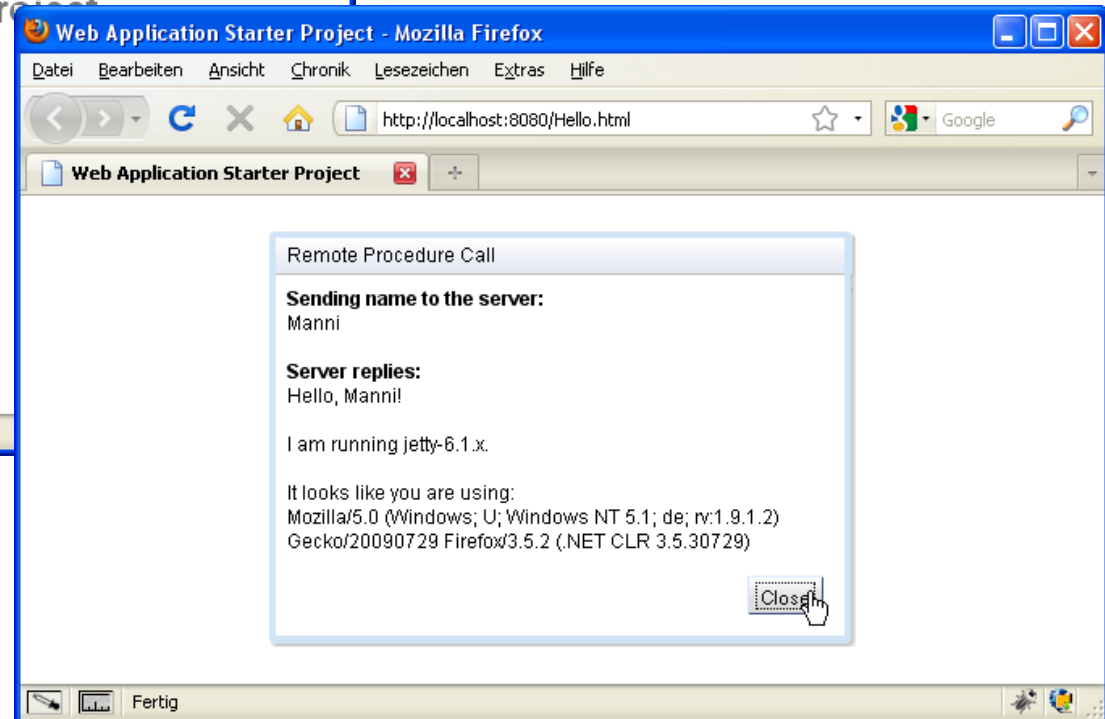 Web Application Starter Project - Mozilla Firefox
Datei Bearbeiten Ansicht Chronik Lesezeichen Extras Hilfe
http://localhost:8080/Hello.html Google
Web Application Starter Project
Remote Procedure Call
Sending name to the server:
Manni
Server replies:
Hello, Manni!
I am running jetty-6.1.x.
It looks like you are using:
Mozilla/5.0 (Windows; U; Windows NT 5.1; de; rv:1.9.1.2)
Gecko/20090729 Firefox/3.5.2 (.NET CLR 3.5.30729)
Close
Fertig